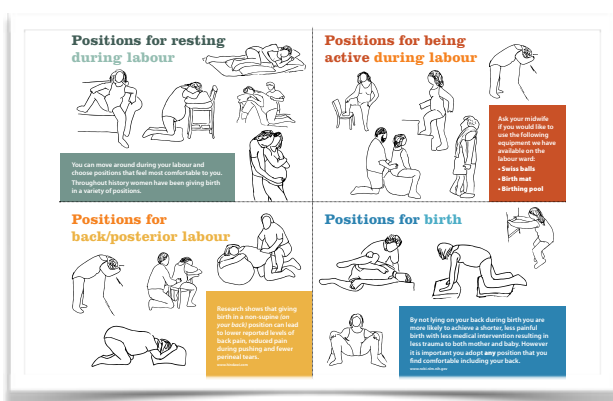 Positions for resting
during labour
You can move around during your labour and
choose positions that feel most comfortable to you.
Throughout history women have been giving birth
in a variety of positions.
Positions for being
active during labour
Ask your midwife
if you would like to
use the following
equipment we have
available on the
labour ward:
• Swiss balls
• Birth mat
• Birthing pool
Positions for
back/posterior labour
Research shows that giving
birth in a non-supine (on
your back) position can lead
to lower reported levels of
back pain, reduced pain
during pushing and fewer
perineal tears.
Positions for birth
By not lying on your back during birth you are
more likely to achieve a shorter, less painful
birth with less medical intervention resulting in
less trauma to both mother and baby. However
it is important you adopt any position that you
find comfortable including your back.